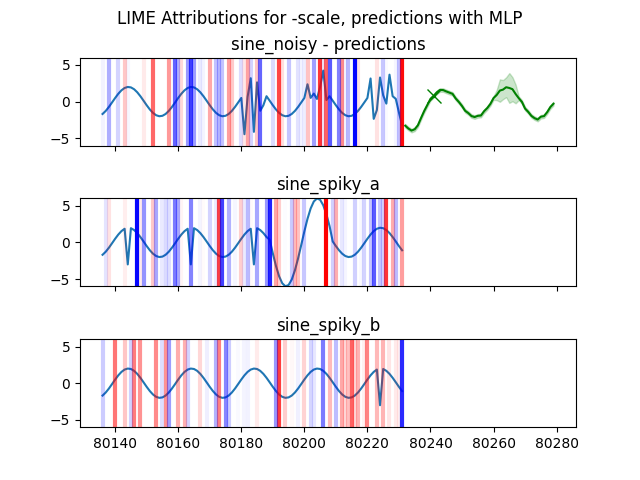 LIME Attributions for -scale, predictions with MLP
sine_noisy - predictions
5
0
−5
sine_spiky_a
5
0
−5
sine_spiky_b
5
0
−5
80140 80160 80180 80200 80220 80240 80260 80280